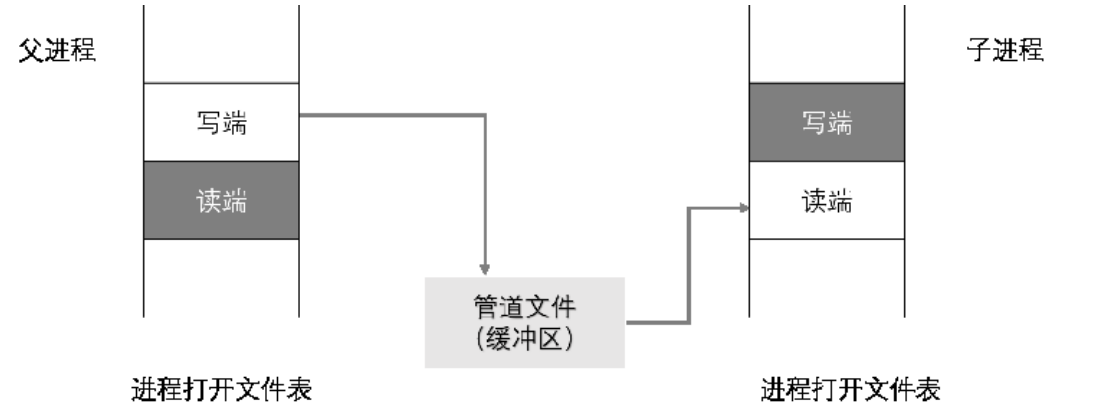 父进程
子进程
写端
写端
读端
读端
管道文件
(缓冲区)
进程打开文件表
进程打开文件表